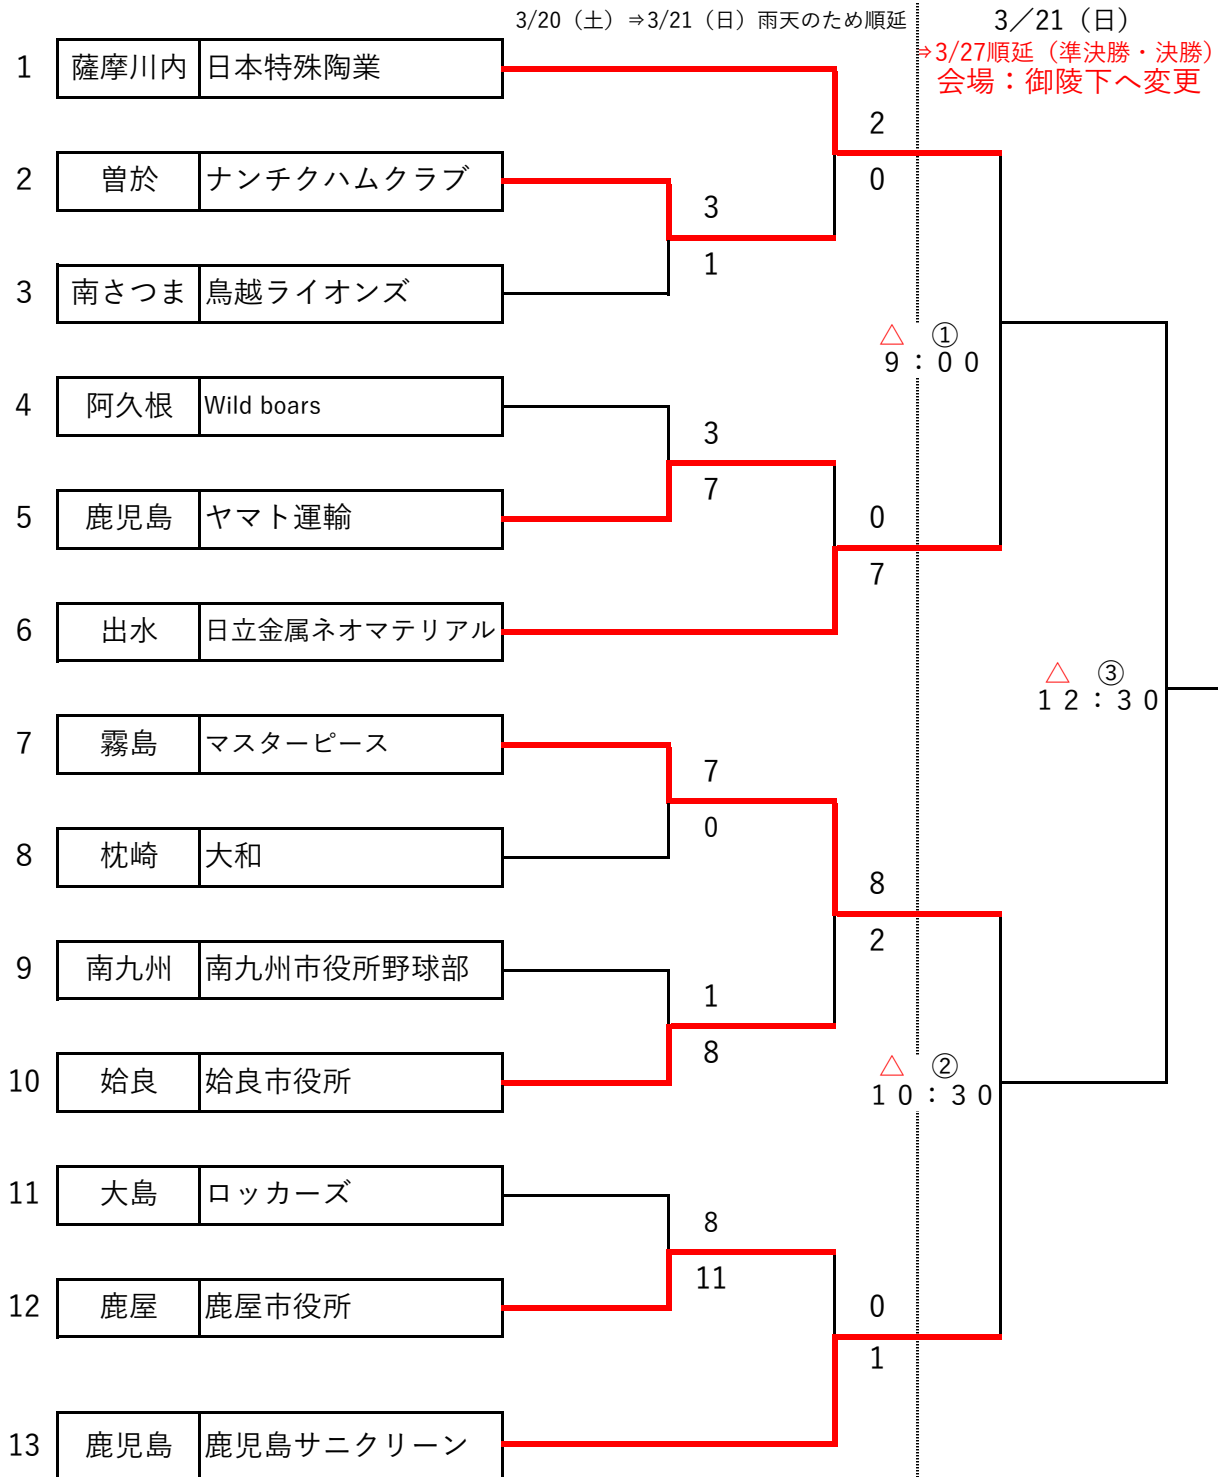 3/20（土）⇒3/21（日）雨天のため順延
3／21（日）
⇒3/27順延（準決勝・決勝）
会場：御陵下へ変更
1 薩摩川内 日本特殊陶業
2
0
2 曽於 ナンチクハムクラブ
3
1
3 南さつま 鳥越ライオンズ
△ ①
9：00
4 阿久根 Wild boars
3
7
5 鹿児島 ヤマト運輸
0
7
6 出水 日立金属ネオマテリアル
△ ③
12：30
7 霧島 マスターピース
7
0
8 枕崎 大和
8
2
9 南九州 南九州市役所野球部
1
8
10 姶良 姶良市役所
△ ②
10：30
11 大島 ロッカーズ
8
11
12 鹿屋 鹿屋市役所
0
1
13 鹿児島 鹿児島サニクリーン